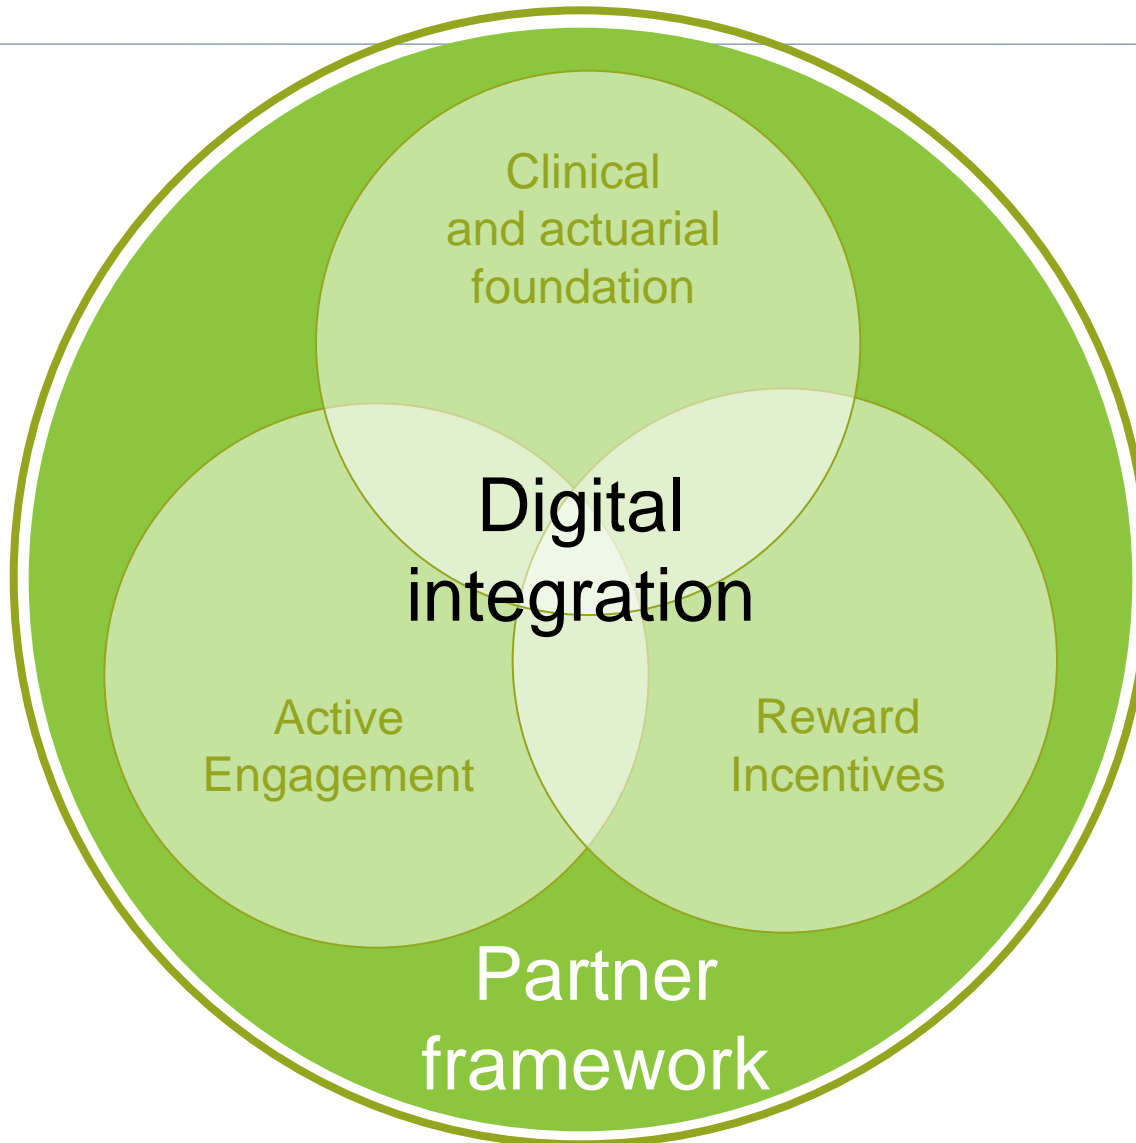 Clinical
and actuarial
foundation
Digital
integration
Active
Engagement
Reward
Incentives
Partner
framework